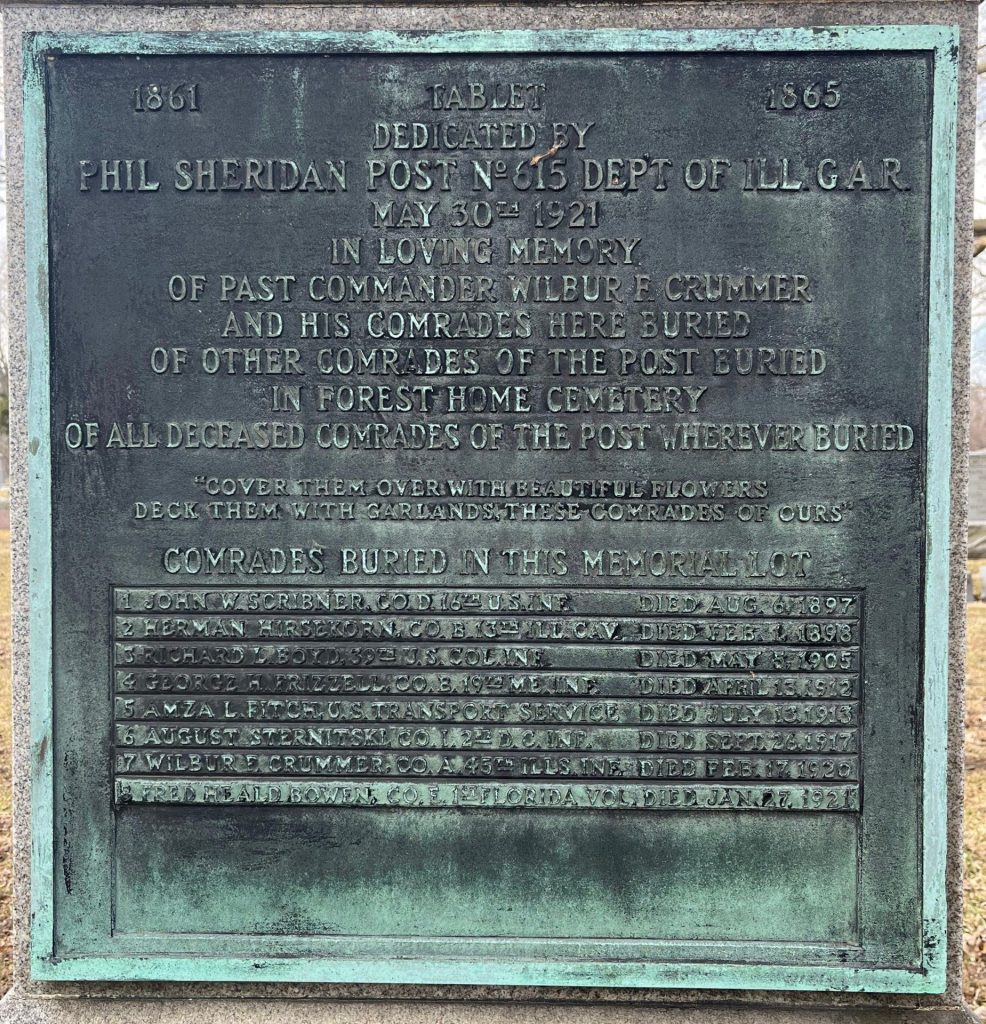 1861 TABLET 1865
DEDICATED BY
PHIL SHERIDAN POST No 615 DEPT OF ILL. G.A.R.
MAY 30TH 1921
IN LOVING MEMORY
OF PAST COMMANDER WILBUR F. CRUMMER
AND HIS COMRADES HERE BURIED
OF OTHER COMRADES OF THE POST BURIED
IN FOREST HOME CEMETERY
OF ALL DECEASED COMRADES OF THE POST WHEREVER BURIED
"COVER THEM OVER WITH BEAUTIFUL FLOWERS
DECK THEM WITH GARLANDS, THESE COMRADES OF OURS"
COMRADES BURIED IN THIS MEMORIAL LOT
1 JOHN W. SCRIBNER, CO. D. 16TH U.S. INF. DIED AUG. 6, 1897
2 HERMAN HIRSEKORN, CO. B. 13TH ILL. CAV. DIED FEB. 1, 1898
3 RICHARD L. BOYD, 39TH U.S. COL. INF. DIED MAY 1905
4 GEORGE H. FRIZZELL, CO. B. 19TH ME. INF. DIED APRIL 13, 1912
5 AMZA L. FITCH, U.S. TRANSPORT SERVICE DIED JULY 13, 1913
6 AUGUST STERNITSKI, CO. I. 2ND D.C. INF. DIED SEPT. 26, 1917
7 WILBUR F. CRUMMER, CO. A. 45TH ILLS. INF. DIED FEB. 17, 1920
8 FRED HEALD BOWEN, CO. E. 1ST FLORIDA VOL. DIED JAN. 27, 1921